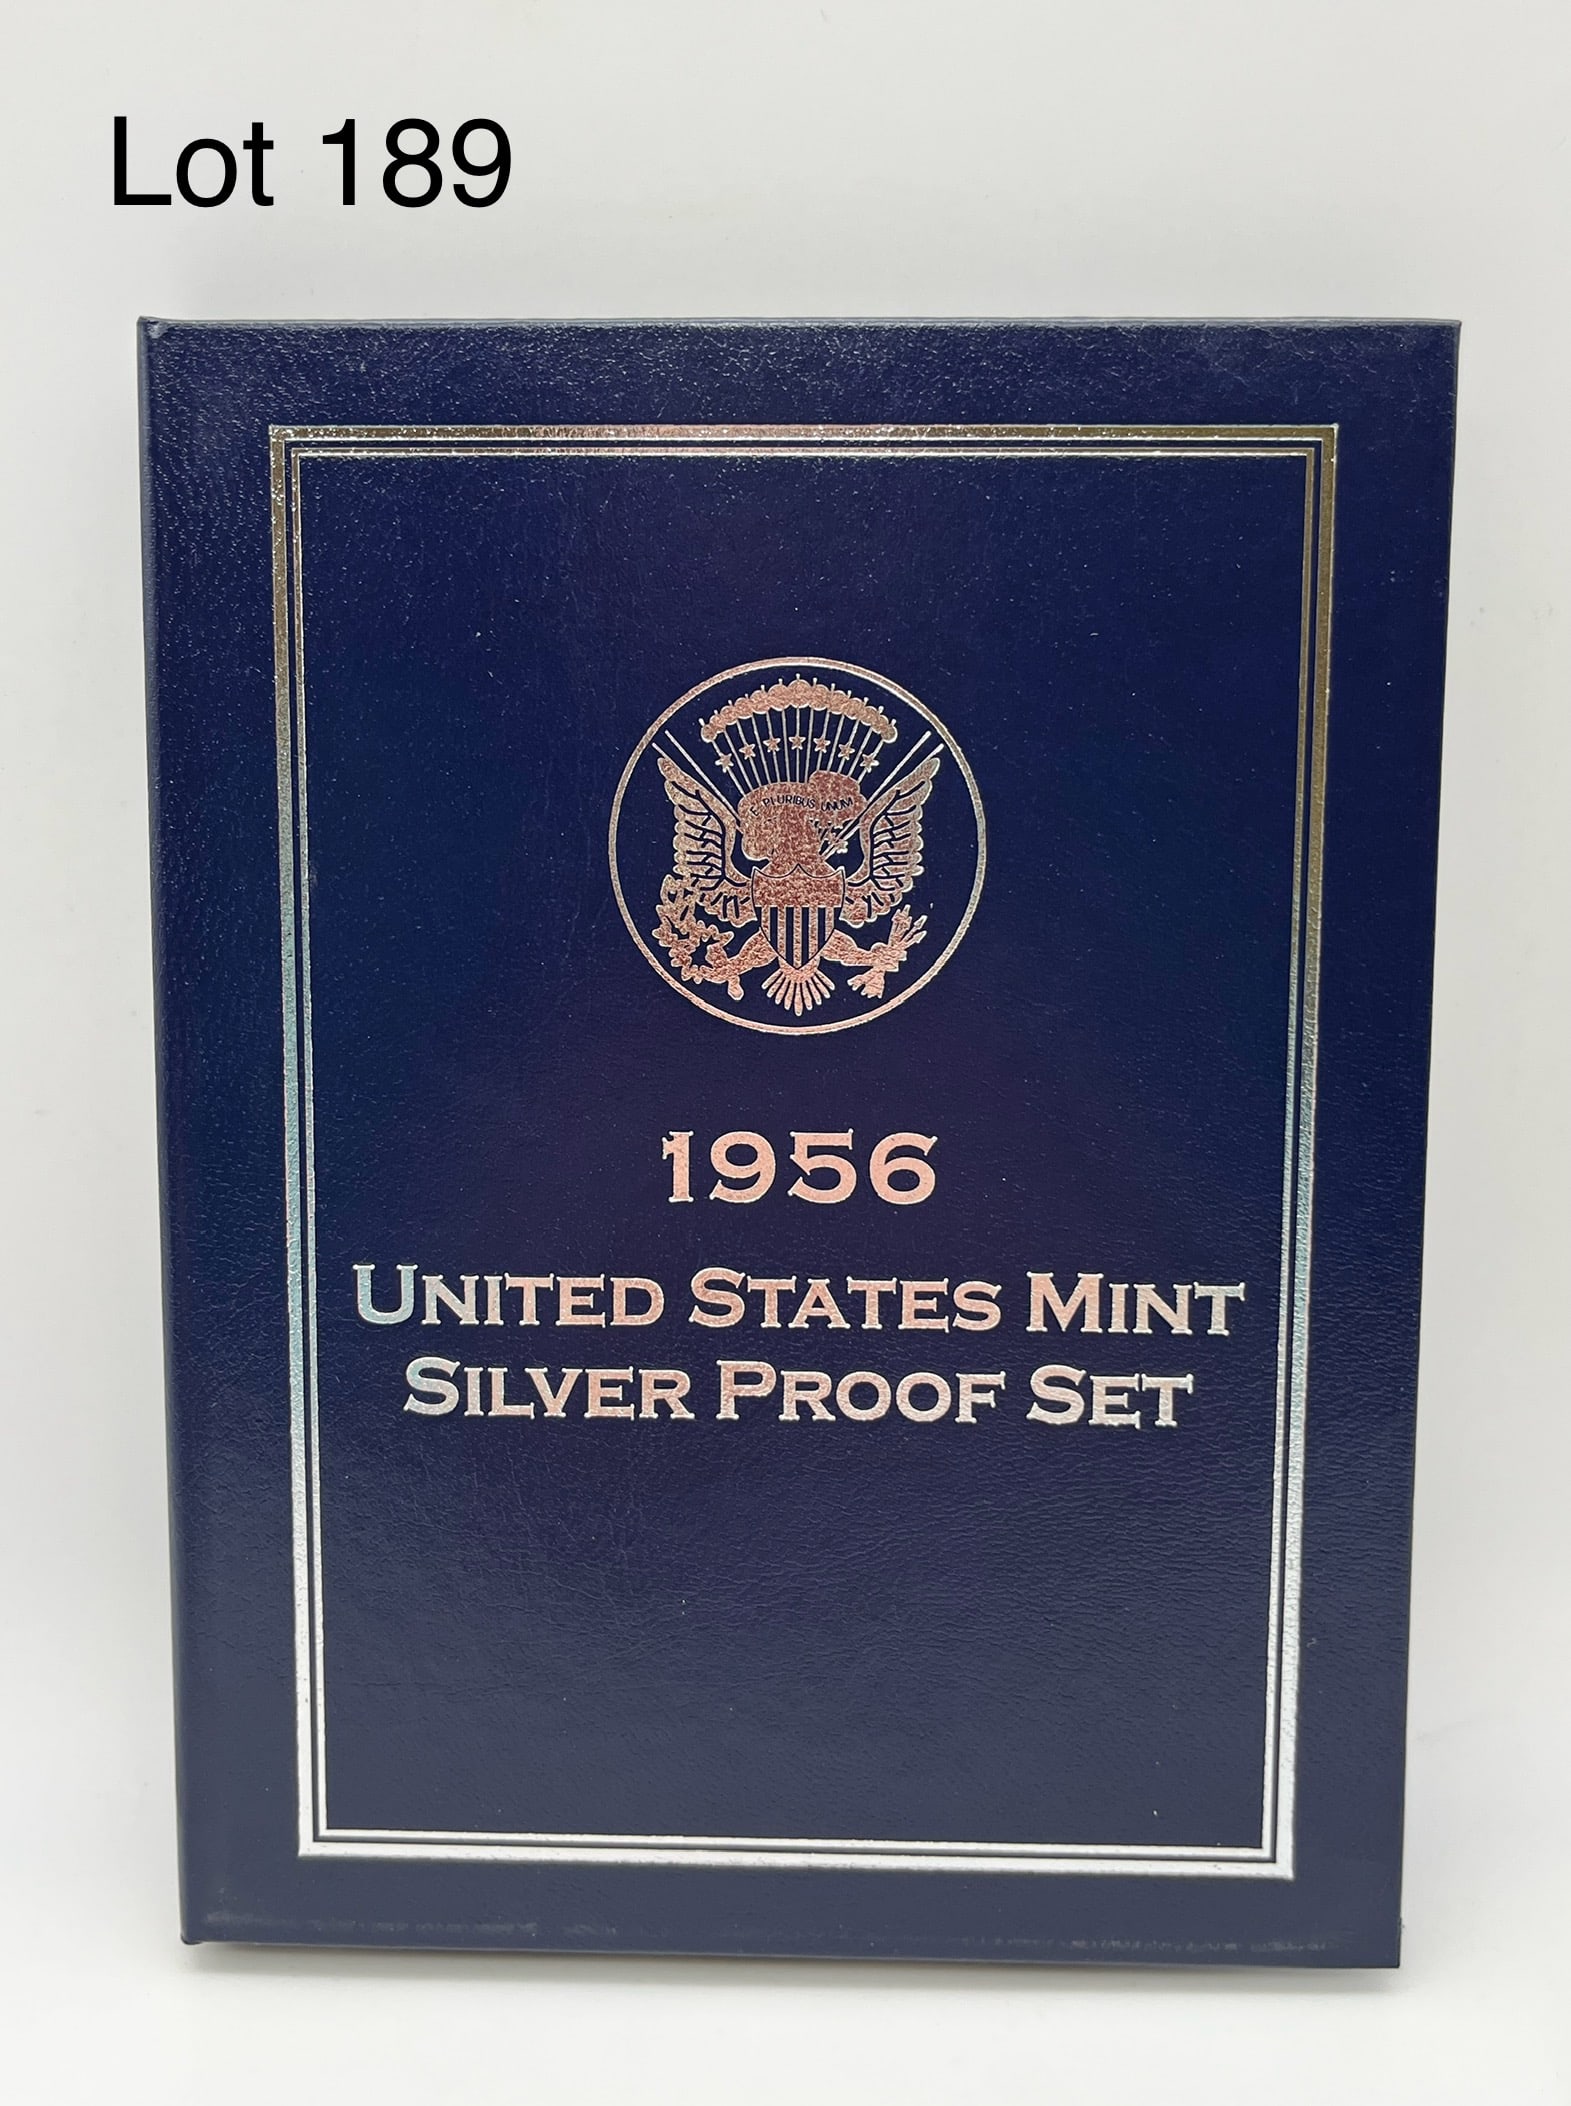 Lot 189
E PLURIBUS UNUM
1956
UNITED STATES MINT
SILVER PROOF SET